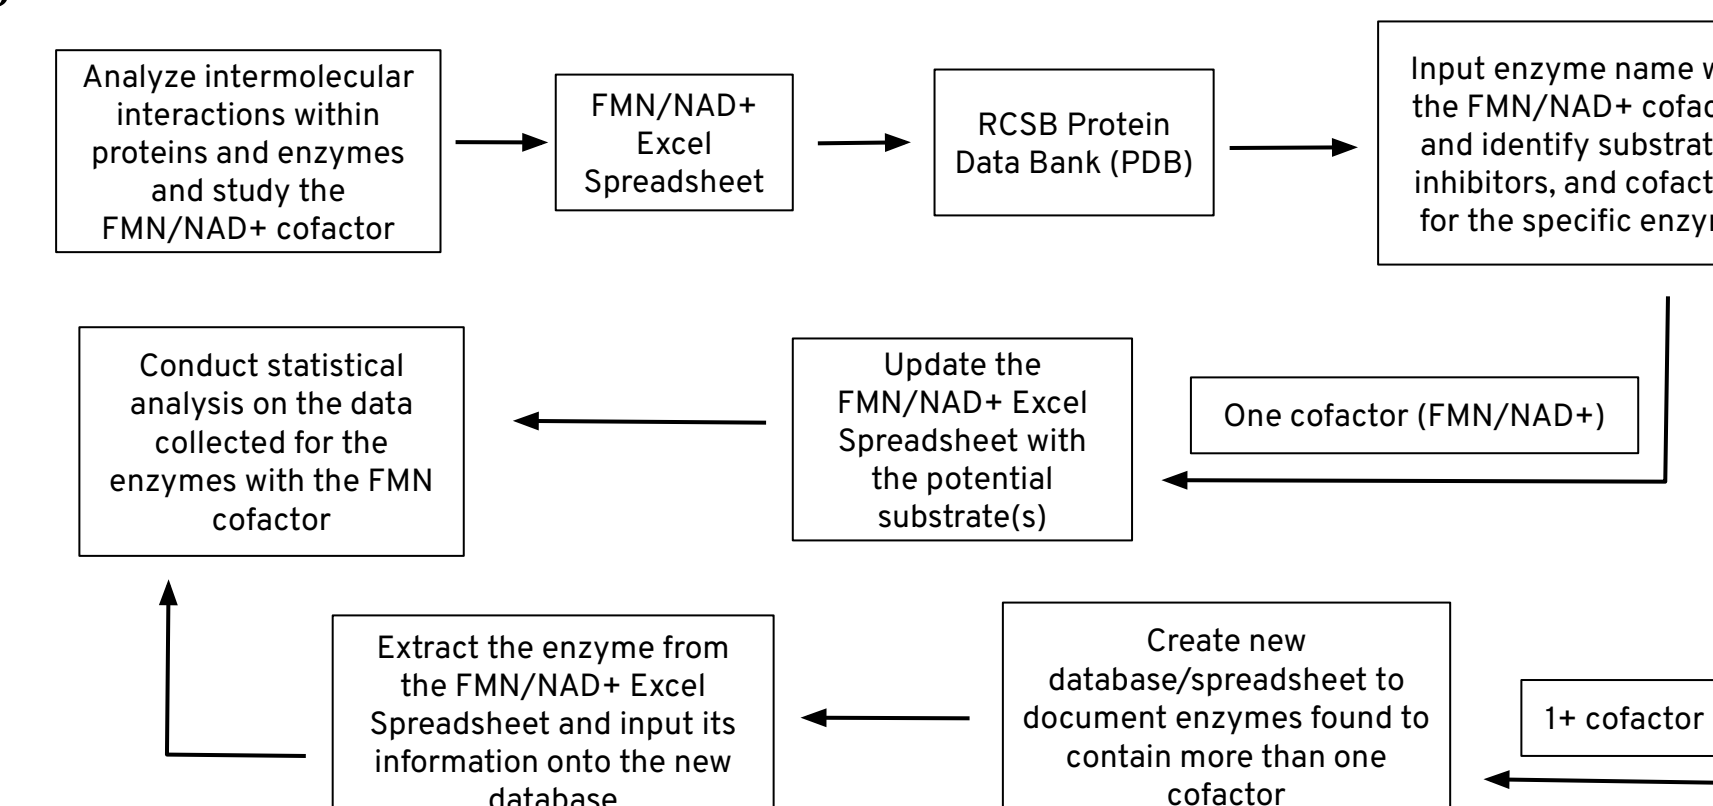 Analyze intermolecular
interactions within
proteins and enzymes
and study the
FMN/NAD+ cofactor
FMN/NAD+
Excel
Spreadsheet
RCSB Protein
Data Bank (PDB)
Input enzyme name
the FMN/NAD+
and identify
inhibitors, and
for the specific
One cofactor (FMN/NAD+)
Update the
FMN/NAD+ Excel
Spreadsheet with
the potential
substrate(s)
Conduct statistical
analysis on the data
collected for the
enzymes with the FMN
cofactor
1+ cofactor
Create new
database/spreadsheet to
document enzymes found to
contain more than one
cofactor
Extract the enzyme from
the FMN/NAD+ Excel
Spreadsheet and input its
information onto the new
database